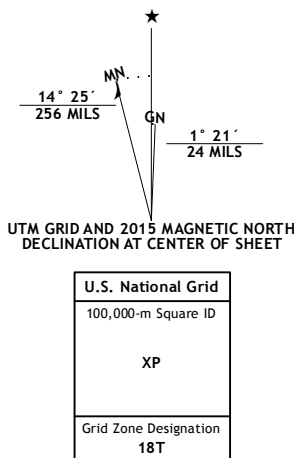 ★
MN
GN
14° 25´
256 MILS
1° 21´
24 MILS
UTM GRID AND 2015 MAGNETIC NORTH
DECLINATION AT CENTER OF SHEET
U.S. National Grid
100,000-m Square ID
XP
Grid Zone Designation
18T